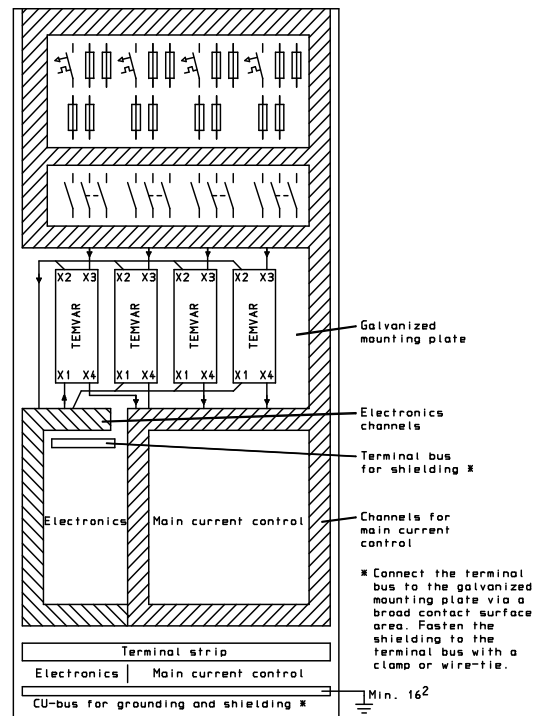 X2 X3 X2 X3 X2 X3 X2 X3
TEMVAR TEMVAR TEMVAR TEMVAR
X1 X4 X1 X4 X1 X4 X1 X4
Galvanized
mounting plate
Electronics
channels
Terminal bus
for shielding *
Electronics
Main current control
Channels for
main current
control
* Connect the terminal
bus to the galvanized
mounting plate via a
broad contact surface
area. Fasten the
shielding to the
terminal bus with a
clamp or wire-tie.
Terminal strip
Electronics
Main current control
CU-bus for grounding and shielding *
Min. 16²